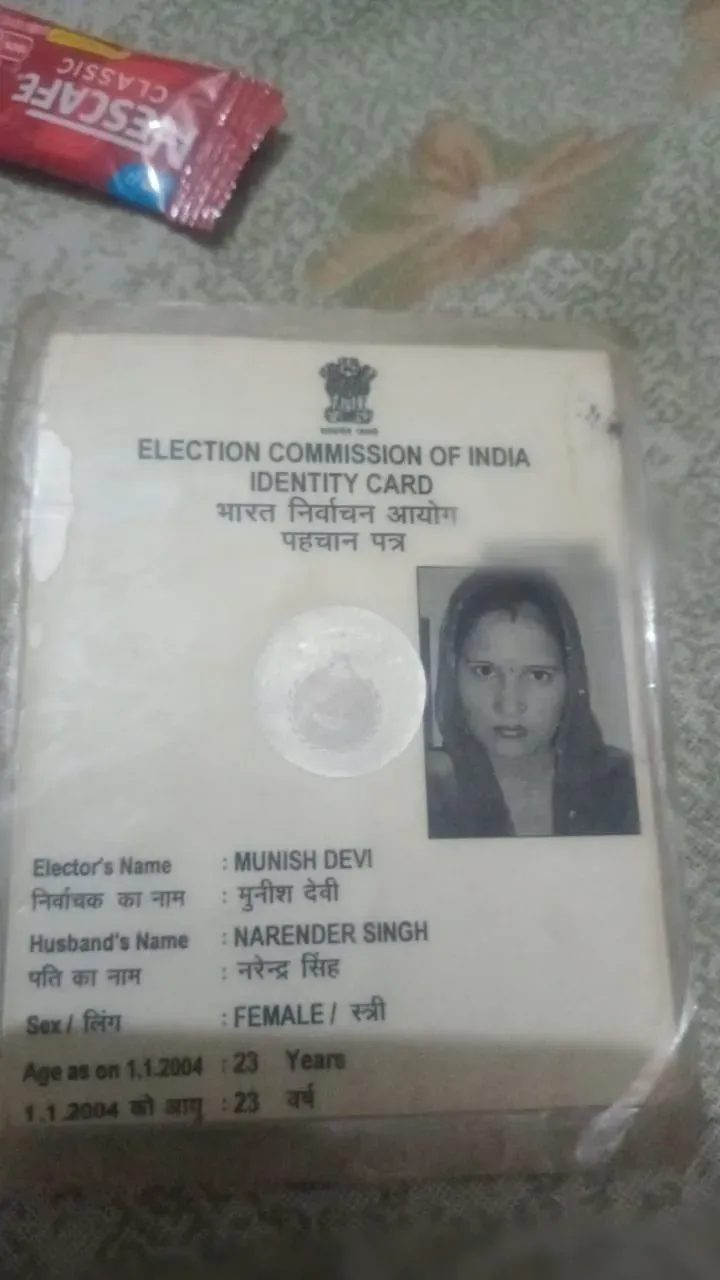 NESCAFÉ
CLASSIC
ELECTION COMMISSION OF INDIA
IDENTITY CARD
भारत निर्वाचन आयोग
पहचान पत्र
Elector's Name : MUNISH DEVI
निर्वाचक का नाम : मुनीश देवी
Husband's Name : NARENDER SINGH
पति का नाम : नरेन्द्र सिंह
Sex / लिंग : FEMALE / स्त्री
Age as on 1.1.2004 : 23 Years
1.1.2004 को आयु : 23 वर्ष